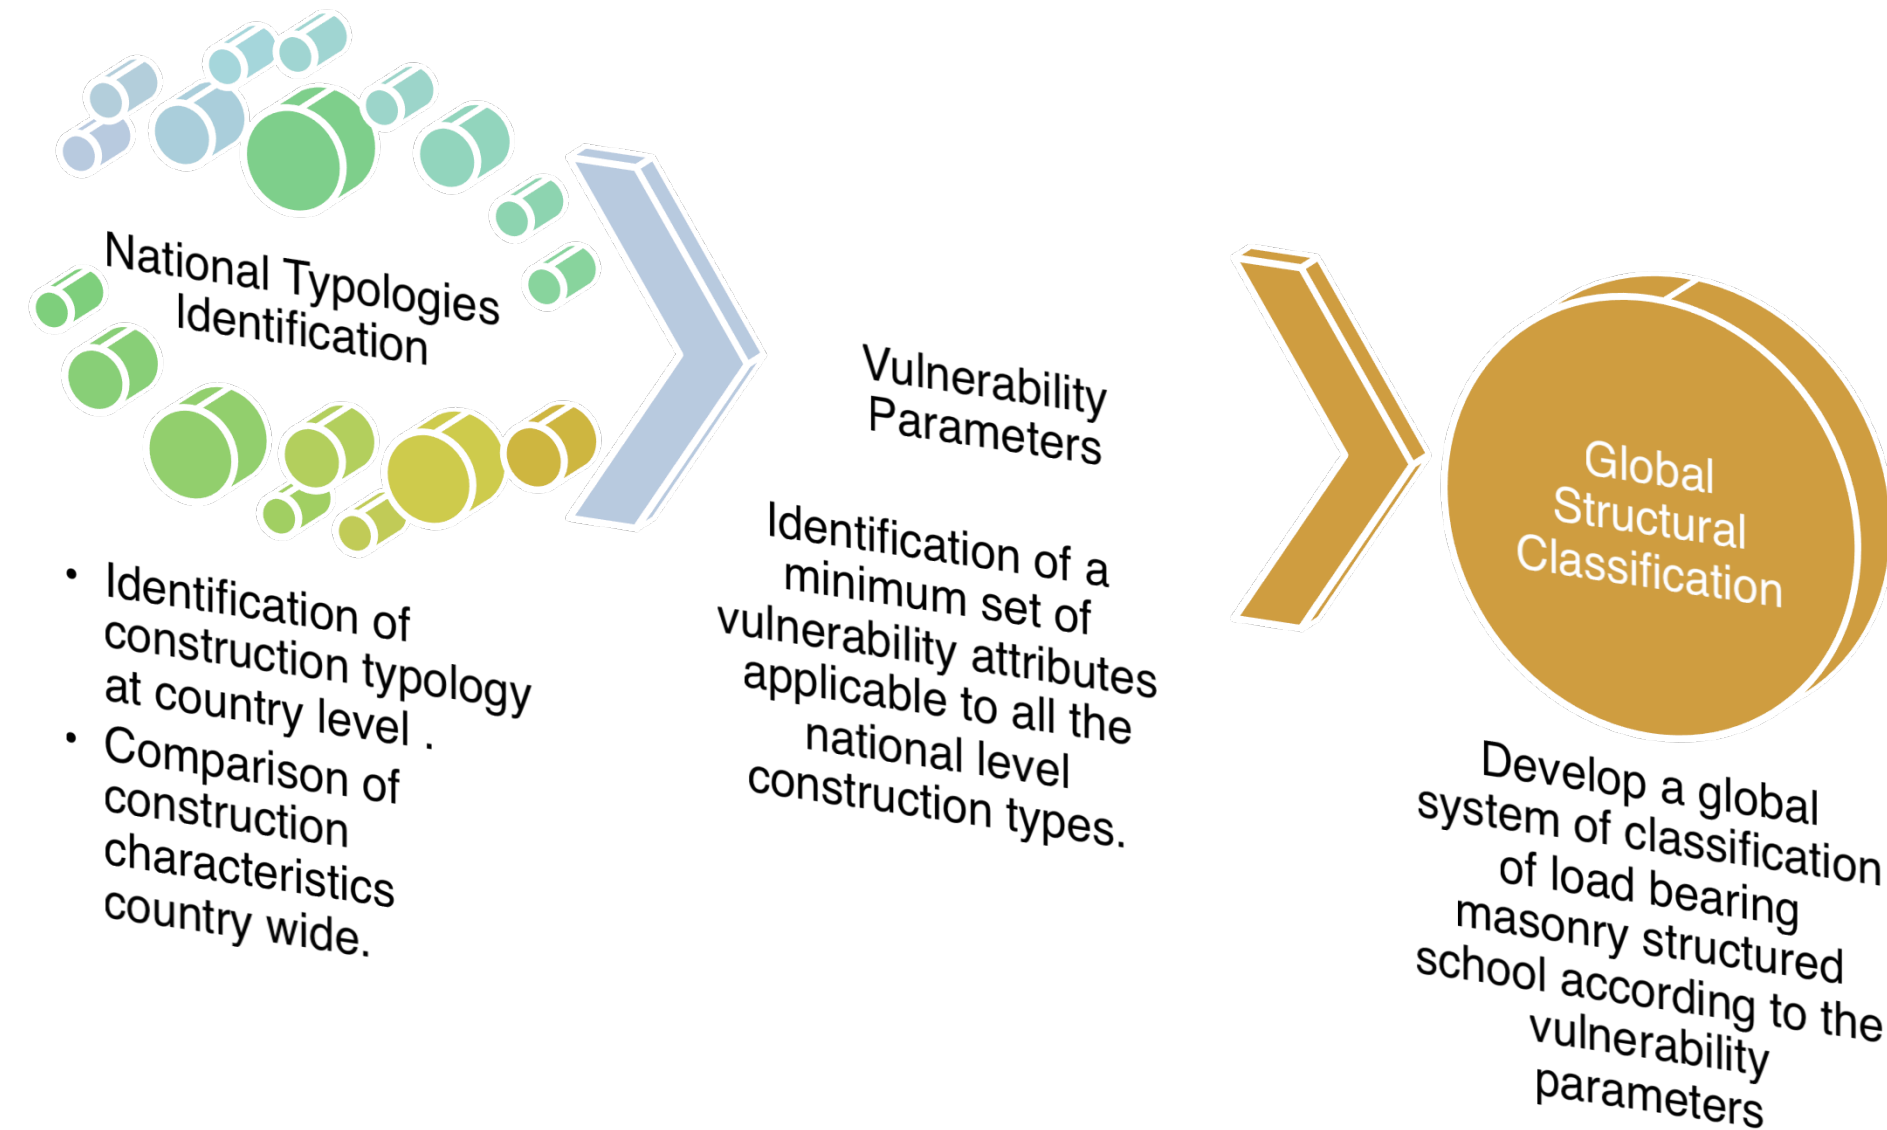 National Typologies
Identification
• Identification of
construction typology
at country level .
• Comparison of
construction
characteristics
country wide.
Vulnerability
Parameters
Identification of a
minimum set of
vulnerability attributes
applicable to all the
national level
construction types.
Global
Structural
Classification
Develop a global
system of classification
of load bearing
masonry structured
school according to the
vulnerability
parameters